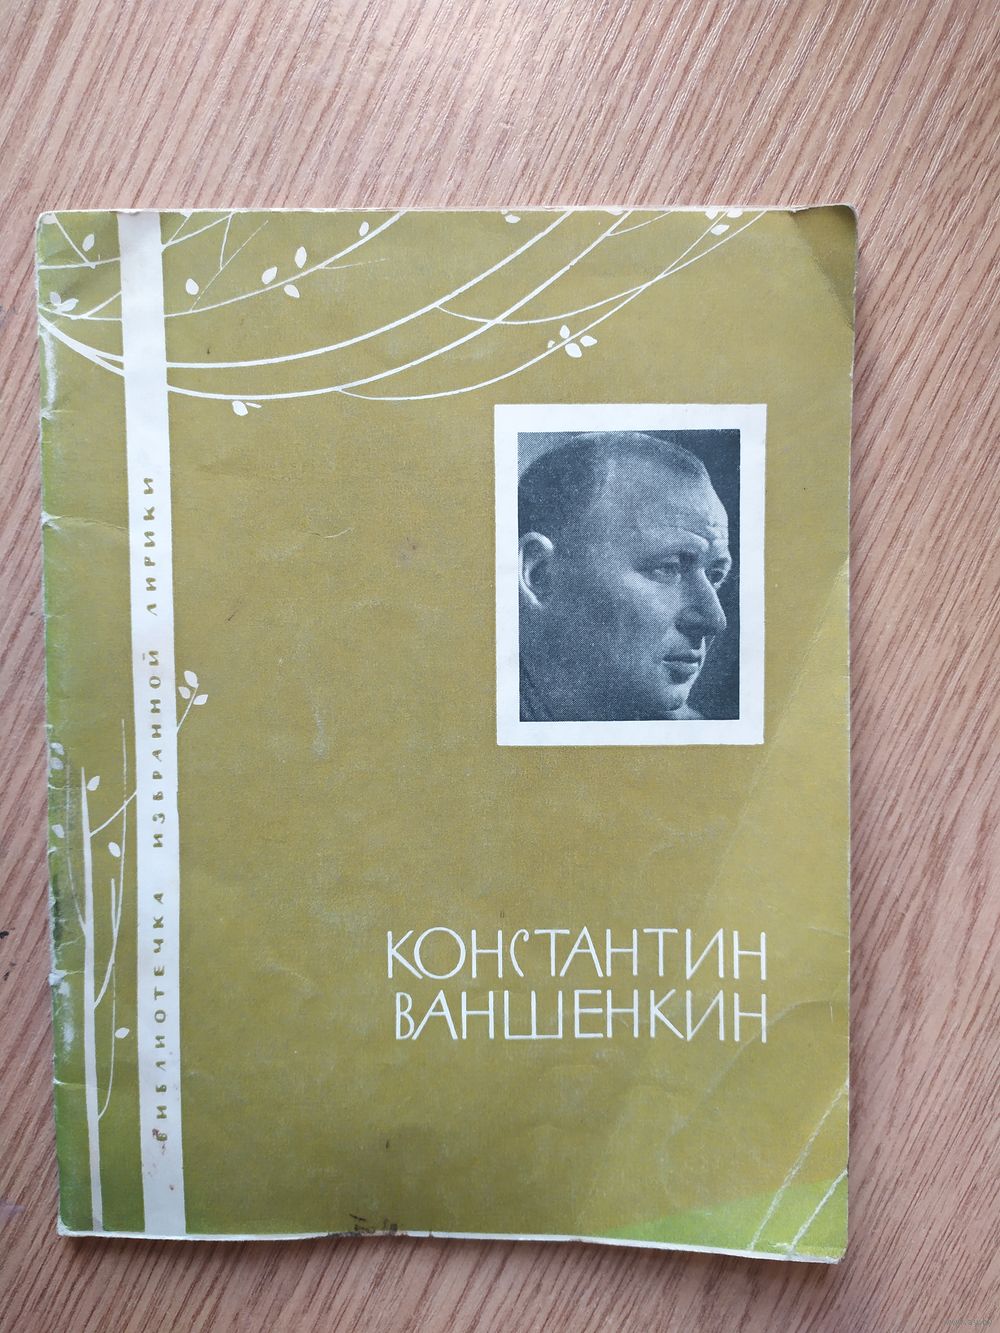 БИБЛИОТЕЧКА ИЗБРАННОЙ ЛИРИКИ
КОНСТАНТИН
ВАНШЕНКИН